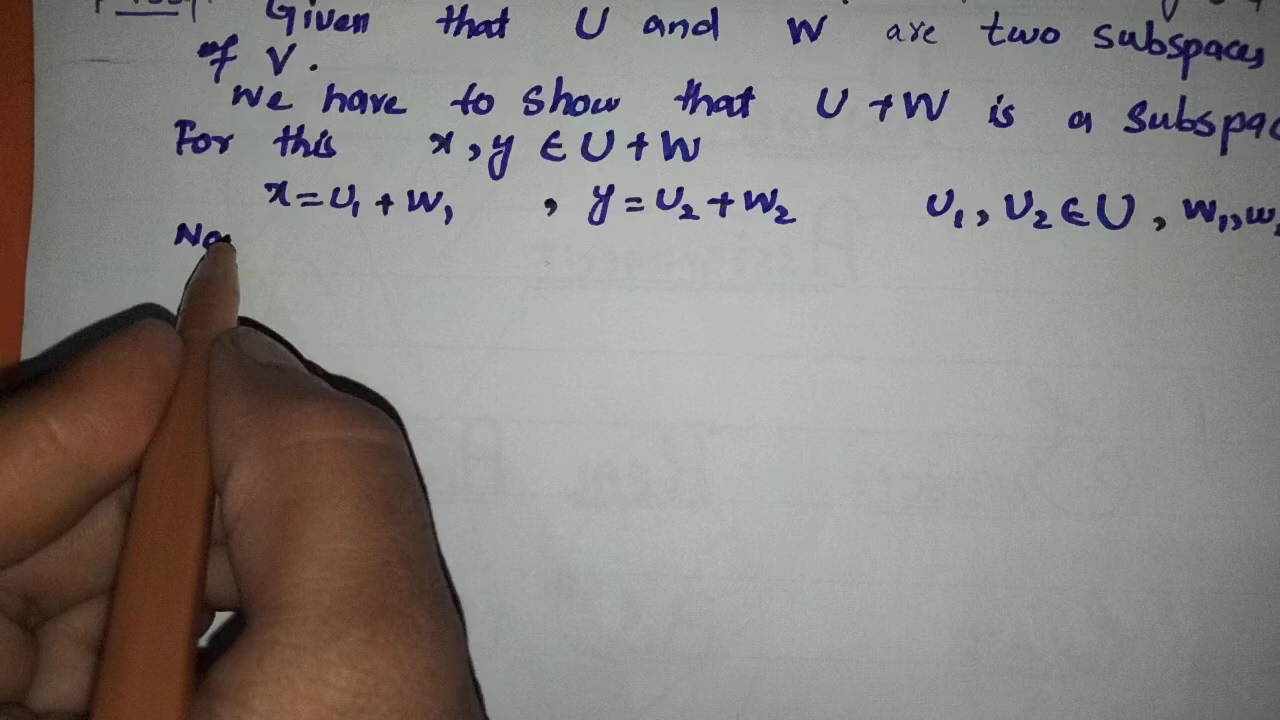 Given that U and W are two subspaces
of V.
We have to show that U+W is a subspac
For this x, y ∈ U+W
x = U₁ + W₁ , y = U₂ + W₂ U₁, U₂ ∈ U, W₁, W
No